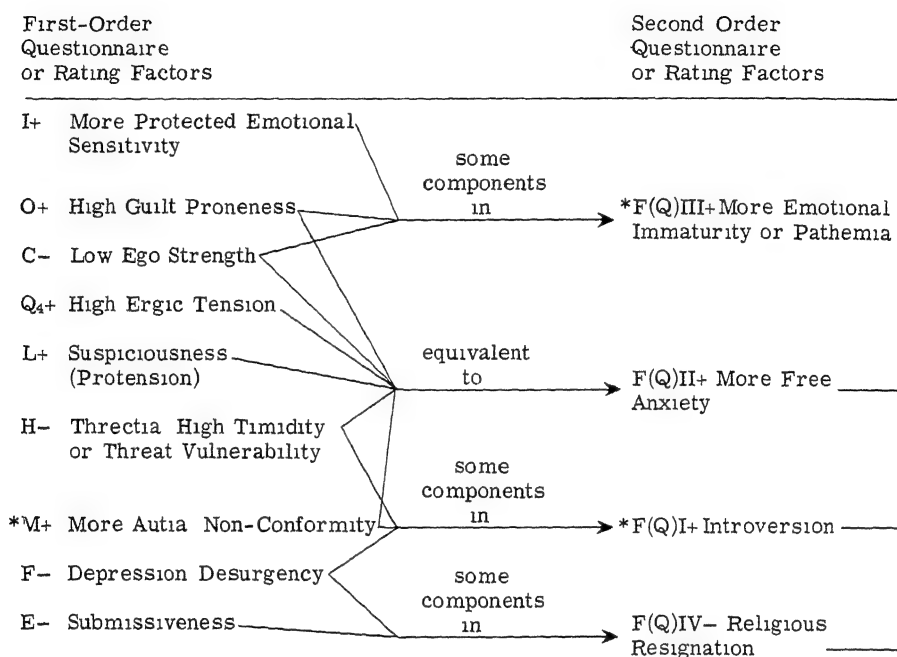 First-Order
Questionnaire
or Rating Factors
Second Order
Questionnaire
or Rating Factors
I+ More Protected Emotional
Sensitivity
some
components
in
O+ High Guilt Proneness
*F(Q)III+ More Emotional
Immaturity or Pathemia
C- Low Ego Strength
Q4+ High Ergic Tension
L+ Suspiciousness
(Protension)
equivalent
to
F(Q)II+ More Free
Anxiety
H- Threctia High Timidity
or Threat Vulnerability
some
components
in
*M+ More Autia Non-Conformity
*F(Q)I+ Introversion
F- Depression Desurgency
some
components
in
E- Submissiveness
F(Q)IV- Religious
Resignation